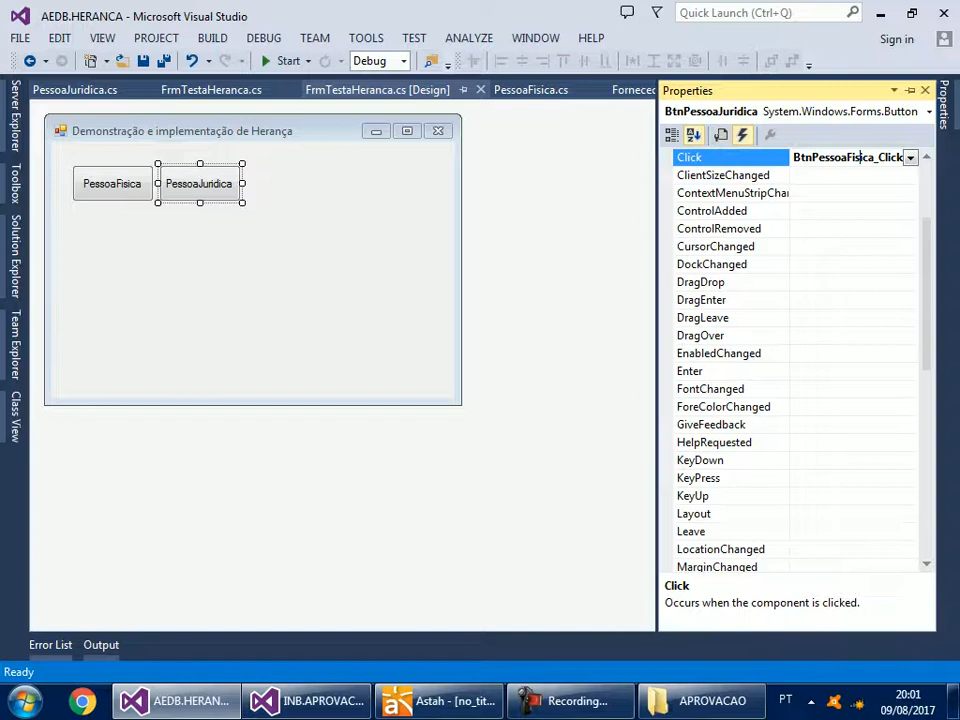 AEDB.HERANCA - Microsoft Visual Studio
Quick Launch (Ctrl+Q)
FILE EDIT VIEW PROJECT BUILD DEBUG TEAM TOOLS TEST ANALYZE WINDOW HELP
Sign in
Start
Debug
PessoaJuridica.cs FrmTestaHeranca.cs FrmTestaHeranca.cs [Design] PessoaFisica.cs Fornecec
Server Explorer
Toolbox
Solution Explorer
Team Explorer
Class View
Demonstração e implementação de Herança
PessoaFisica
PessoaJuridica
Properties
BtnPessoaJuridica System.Windows.Forms.Button
Click BtnPessoaFisica_Click
ClientSizeChanged
ContextMenuStripChar
ControlAdded
ControlRemoved
CursorChanged
DockChanged
DragDrop
DragEnter
DragLeave
DragOver
EnabledChanged
Enter
FontChanged
ForeColorChanged
GiveFeedback
HelpRequested
KeyDown
KeyPress
KeyUp
Layout
Leave
LocationChanged
MarginChanged
Click
Occurs when the component is clicked.
Properties
Error List Output
Ready
AEDB.HERAN...
INB.APROVAC...
Astah - [no_tit...
Recording...
APROVACAO
PT
20:01
09/08/2017